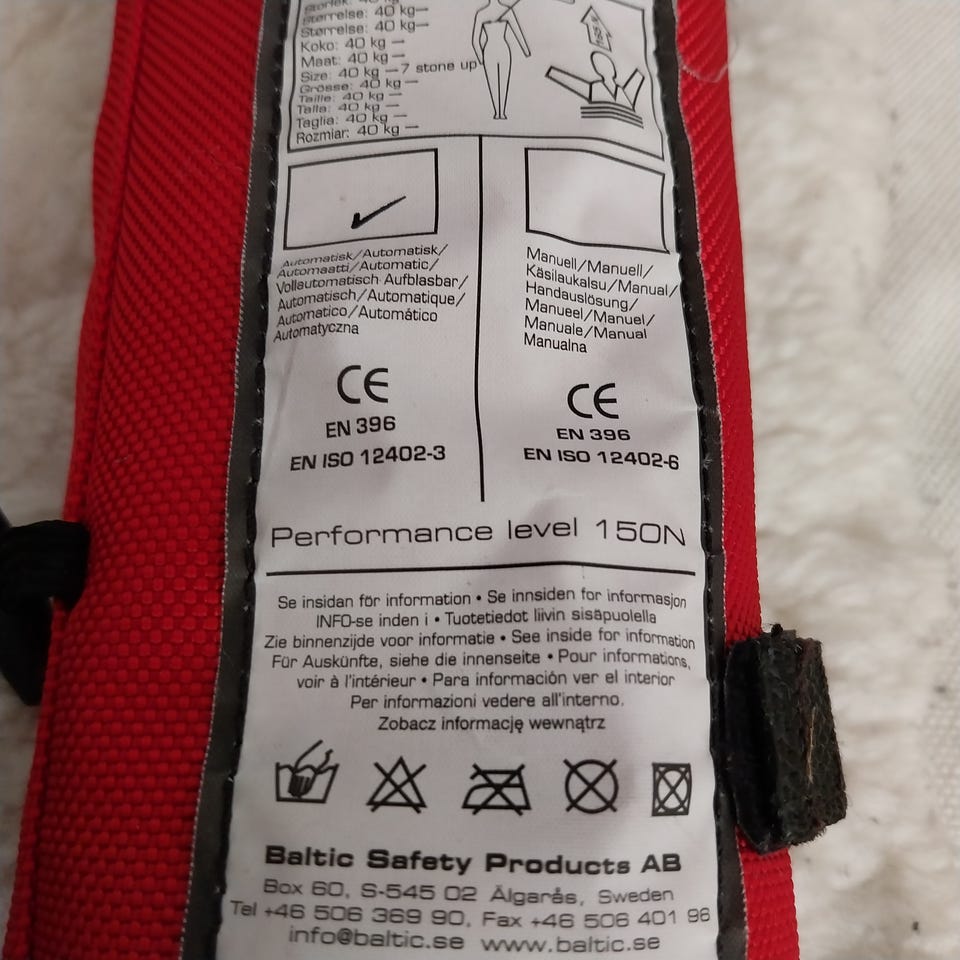 Storlek: 40 kg
Størrelse: 40 kg—
Størrelse: 40 kg—
Koko: 40 kg —
Maat: 40 kg —
Size: 40 kg —7 stone up
Grösse: 40 kg —
Taille: 40 kg —
Talla: 40 kg —
Taglia: 40 kg —
Rozmiar: 40 kg —
Automatisk/Automatisk/
Automaatti/Automatic/
Vollautomatisch Aufblasbar/
Automatisch/Automatique/
Automatico/Automático
Automatyczna
CE
EN 396
EN ISO 12402-3
Manuell/Manuell/
Käsilaukalsu/Manual/
Handauslösung/
Manueel/Manuel/
Manuale/Manual
Manualna
CE
EN 396
EN ISO 12402-6
Performance level 150N
Se insidan för information • Se innsiden for informasjon
INFO-se inden i • Tuotetiedot liivin sisäpuolella
Zie binnenzijde voor informatie • See inside for information
Für Auskünfte, siehe die innenseite • Pour informations,
voir à l'intérieur • Para información ver el interior
Per informazioni vedere all'interno.
Zobacz informację wewnątrz
Baltic Safety Products AB
Box 60, S-545 02 Älgarås, Sweden
Tel +46 506 369 90, Fax +46 506 401 96
info@baltic.se www.baltic.se